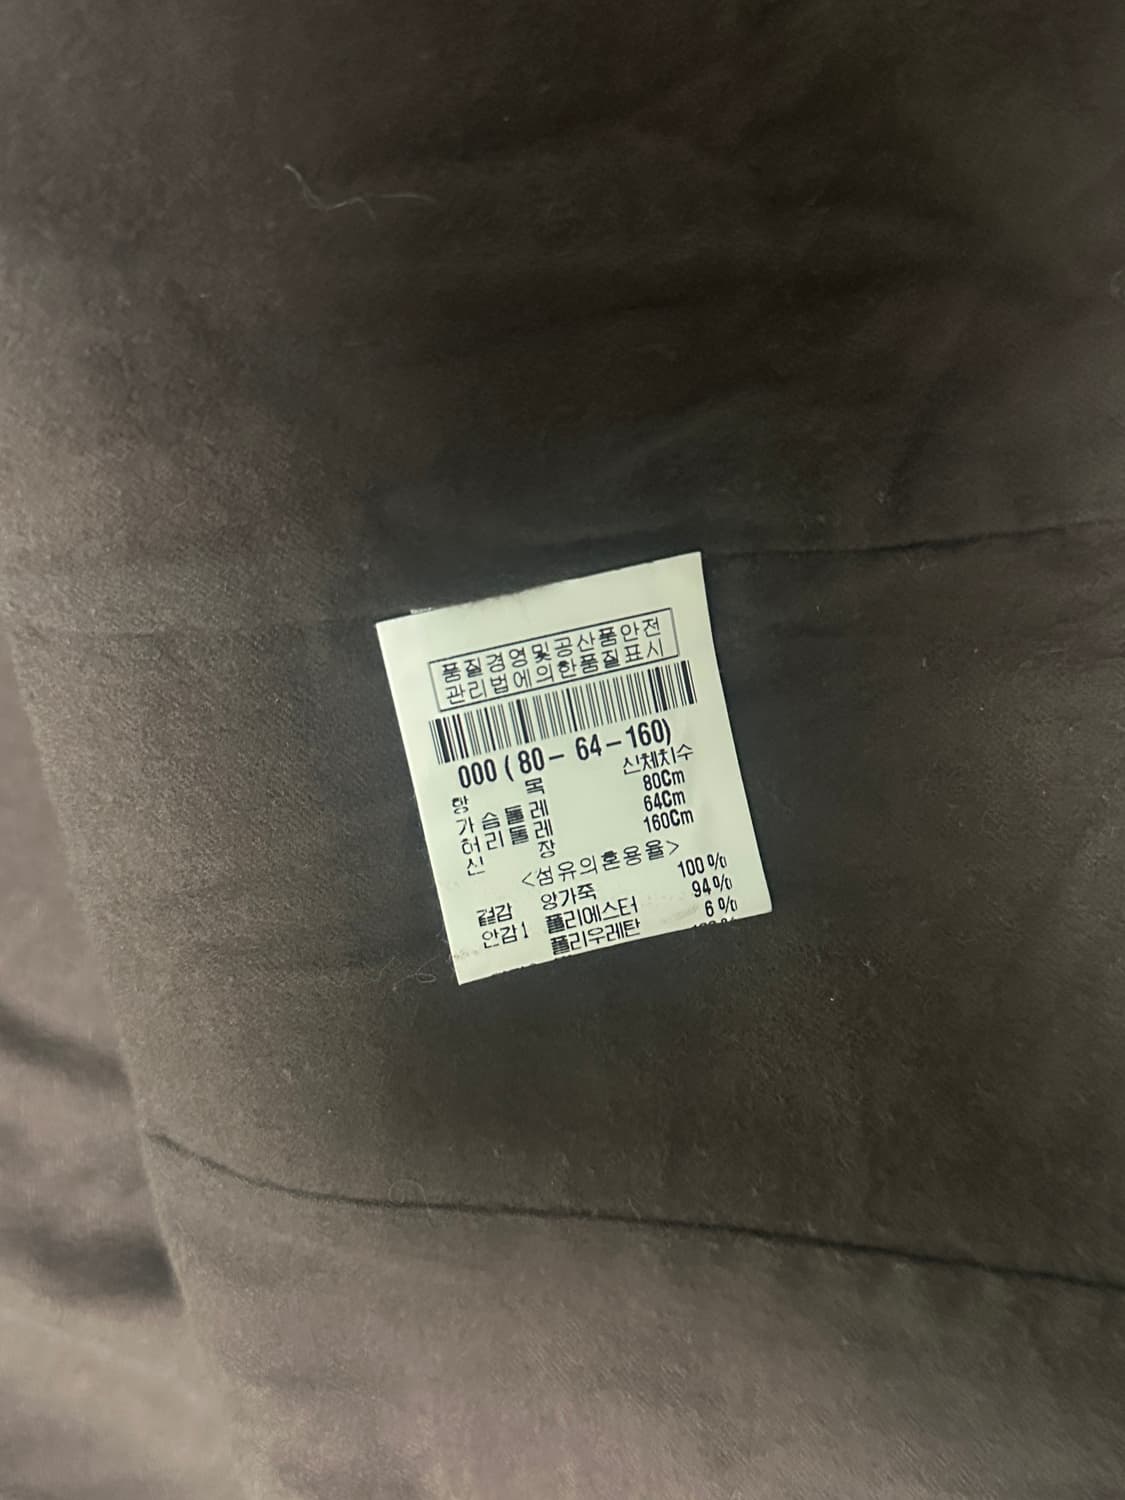 품질경영및공산품안전
관리법에의한품질표시
000 (80- 64-160)
항 목 신체치수
가슴둘레 80Cm
허리둘레 64Cm
신 장 160Cm
<섬유의혼용율>
겉감 양가죽 100%
안감1 폴리에스터 94%
폴리우레탄 6%